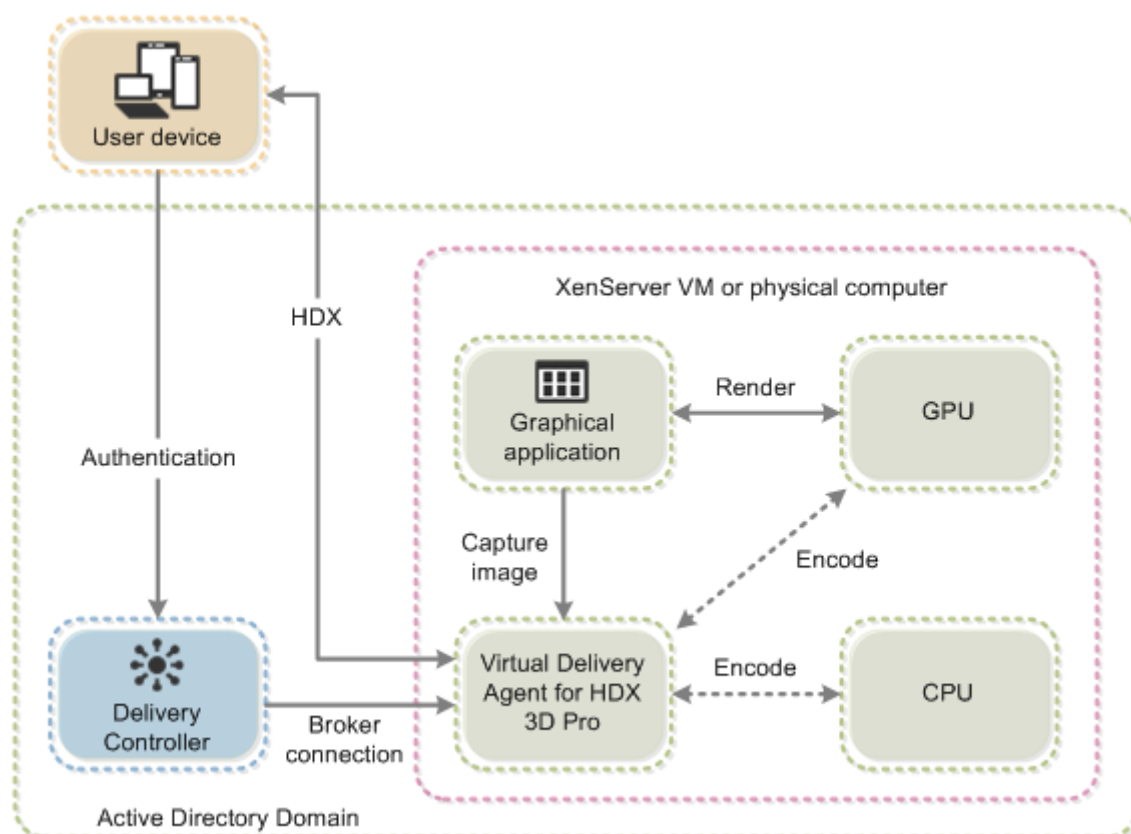 User device
XenServer VM or physical computer
HDX
Graphical
application
Render
GPU
Authentication
Capture
image
Encode
Delivery
Controller
Broker
connection
Virtual Delivery
Agent for HDX
3D Pro
Encode
CPU
Active Directory Domain